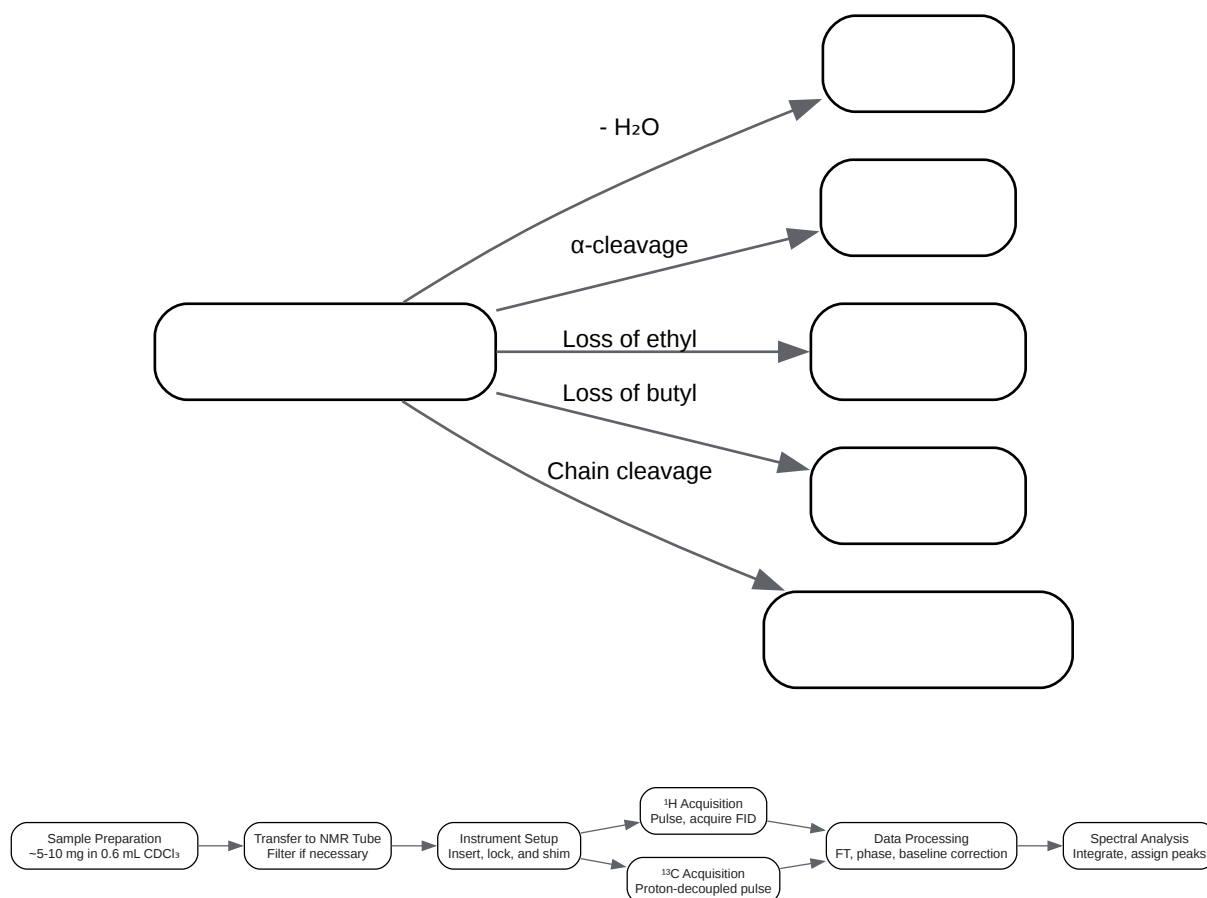 - H₂O
α-cleavage
Loss of ethyl
Loss of butyl
Chain cleavage
Sample Preparation
~5-10 mg in 0.6 mL CDCl₃
Transfer to NMR Tube
Filter if necessary
Instrument Setup
Insert, lock, and shim
¹H Acquisition
Pulse, acquire FID
¹³C Acquisition
Proton-decoupled pulse
Data Processing
FT, phase, baseline correction
Spectral Analysis
Integrate, assign peaks